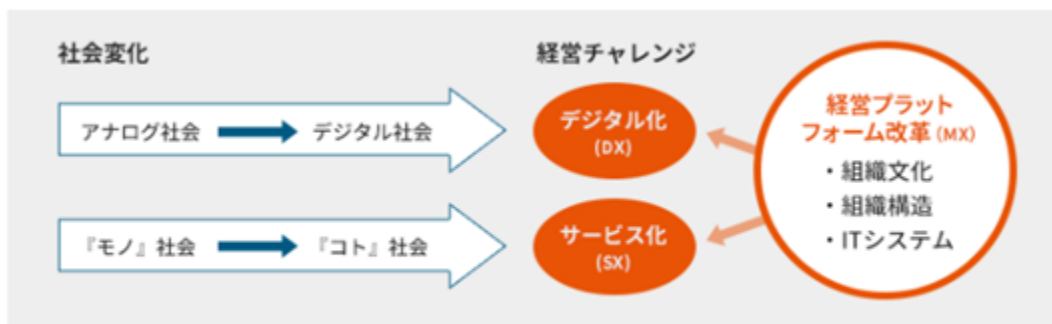 社会変化
経営チャレンジ
アナログ社会 デジタル社会
デジタル化
(DX)
『モノ』社会 『コト』社会
サービス化
(SX)
経営プラット
フォーム改革 (MX)
・組織文化
・組織構造
・ITシステム